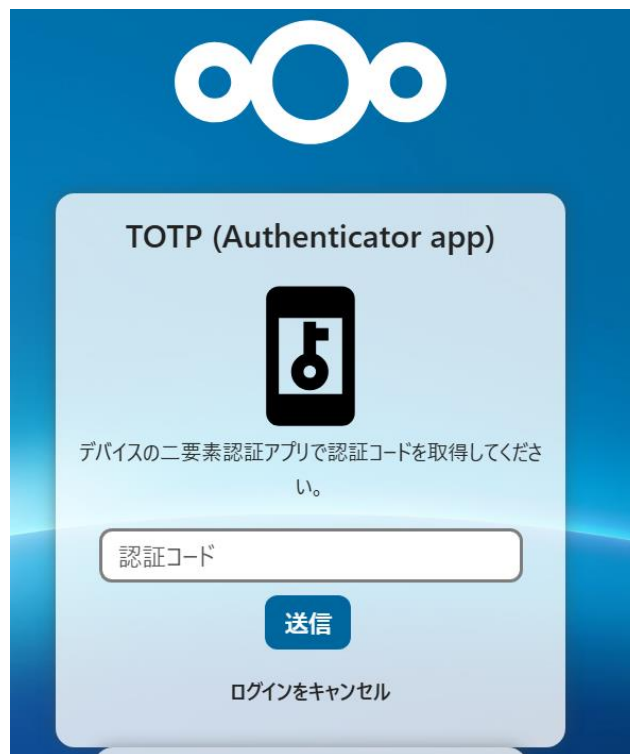 TOTP (Authenticator app)
デバイスの二要素認証アプリで認証コードを取得してくださ
い。
認証コード
送信
ログインをキャンセル